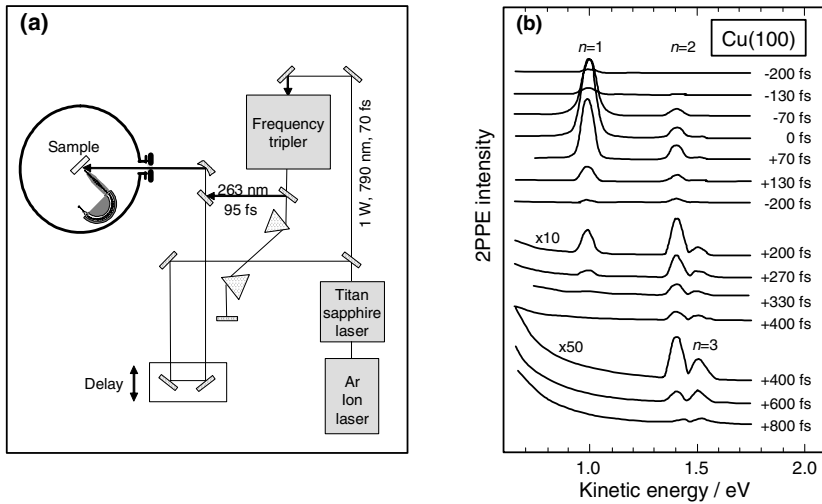 (a)
Sample
Frequency
tripler
263 nm
95 fs
1 W, 790 nm, 70 fs
Titan
sapphire
laser
Ar
Ion
laser
Delay
(b)
n=1
n=2
Cu(100)
-200 fs
-130 fs
-70 fs
0 fs
+70 fs
+130 fs
-200 fs
x10
+200 fs
+270 fs
+330 fs
+400 fs
x50
n=3
+400 fs
+600 fs
+800 fs
2PPE intensity
1.0
1.5
2.0
Kinetic energy / eV